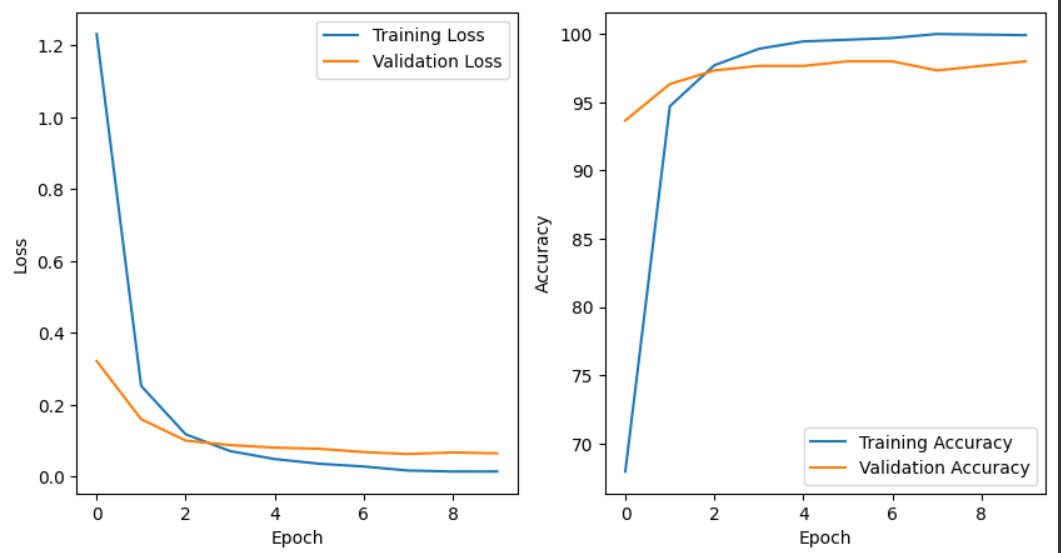 Training Loss
Validation Loss
1.2
1.0
0.8
0.6
0.4
0.2
0.0
Loss
0 2 4 6 8
Epoch
100
95
90
85
80
75
70
Accuracy
Training Accuracy
Validation Accuracy
0 2 4 6 8
Epoch